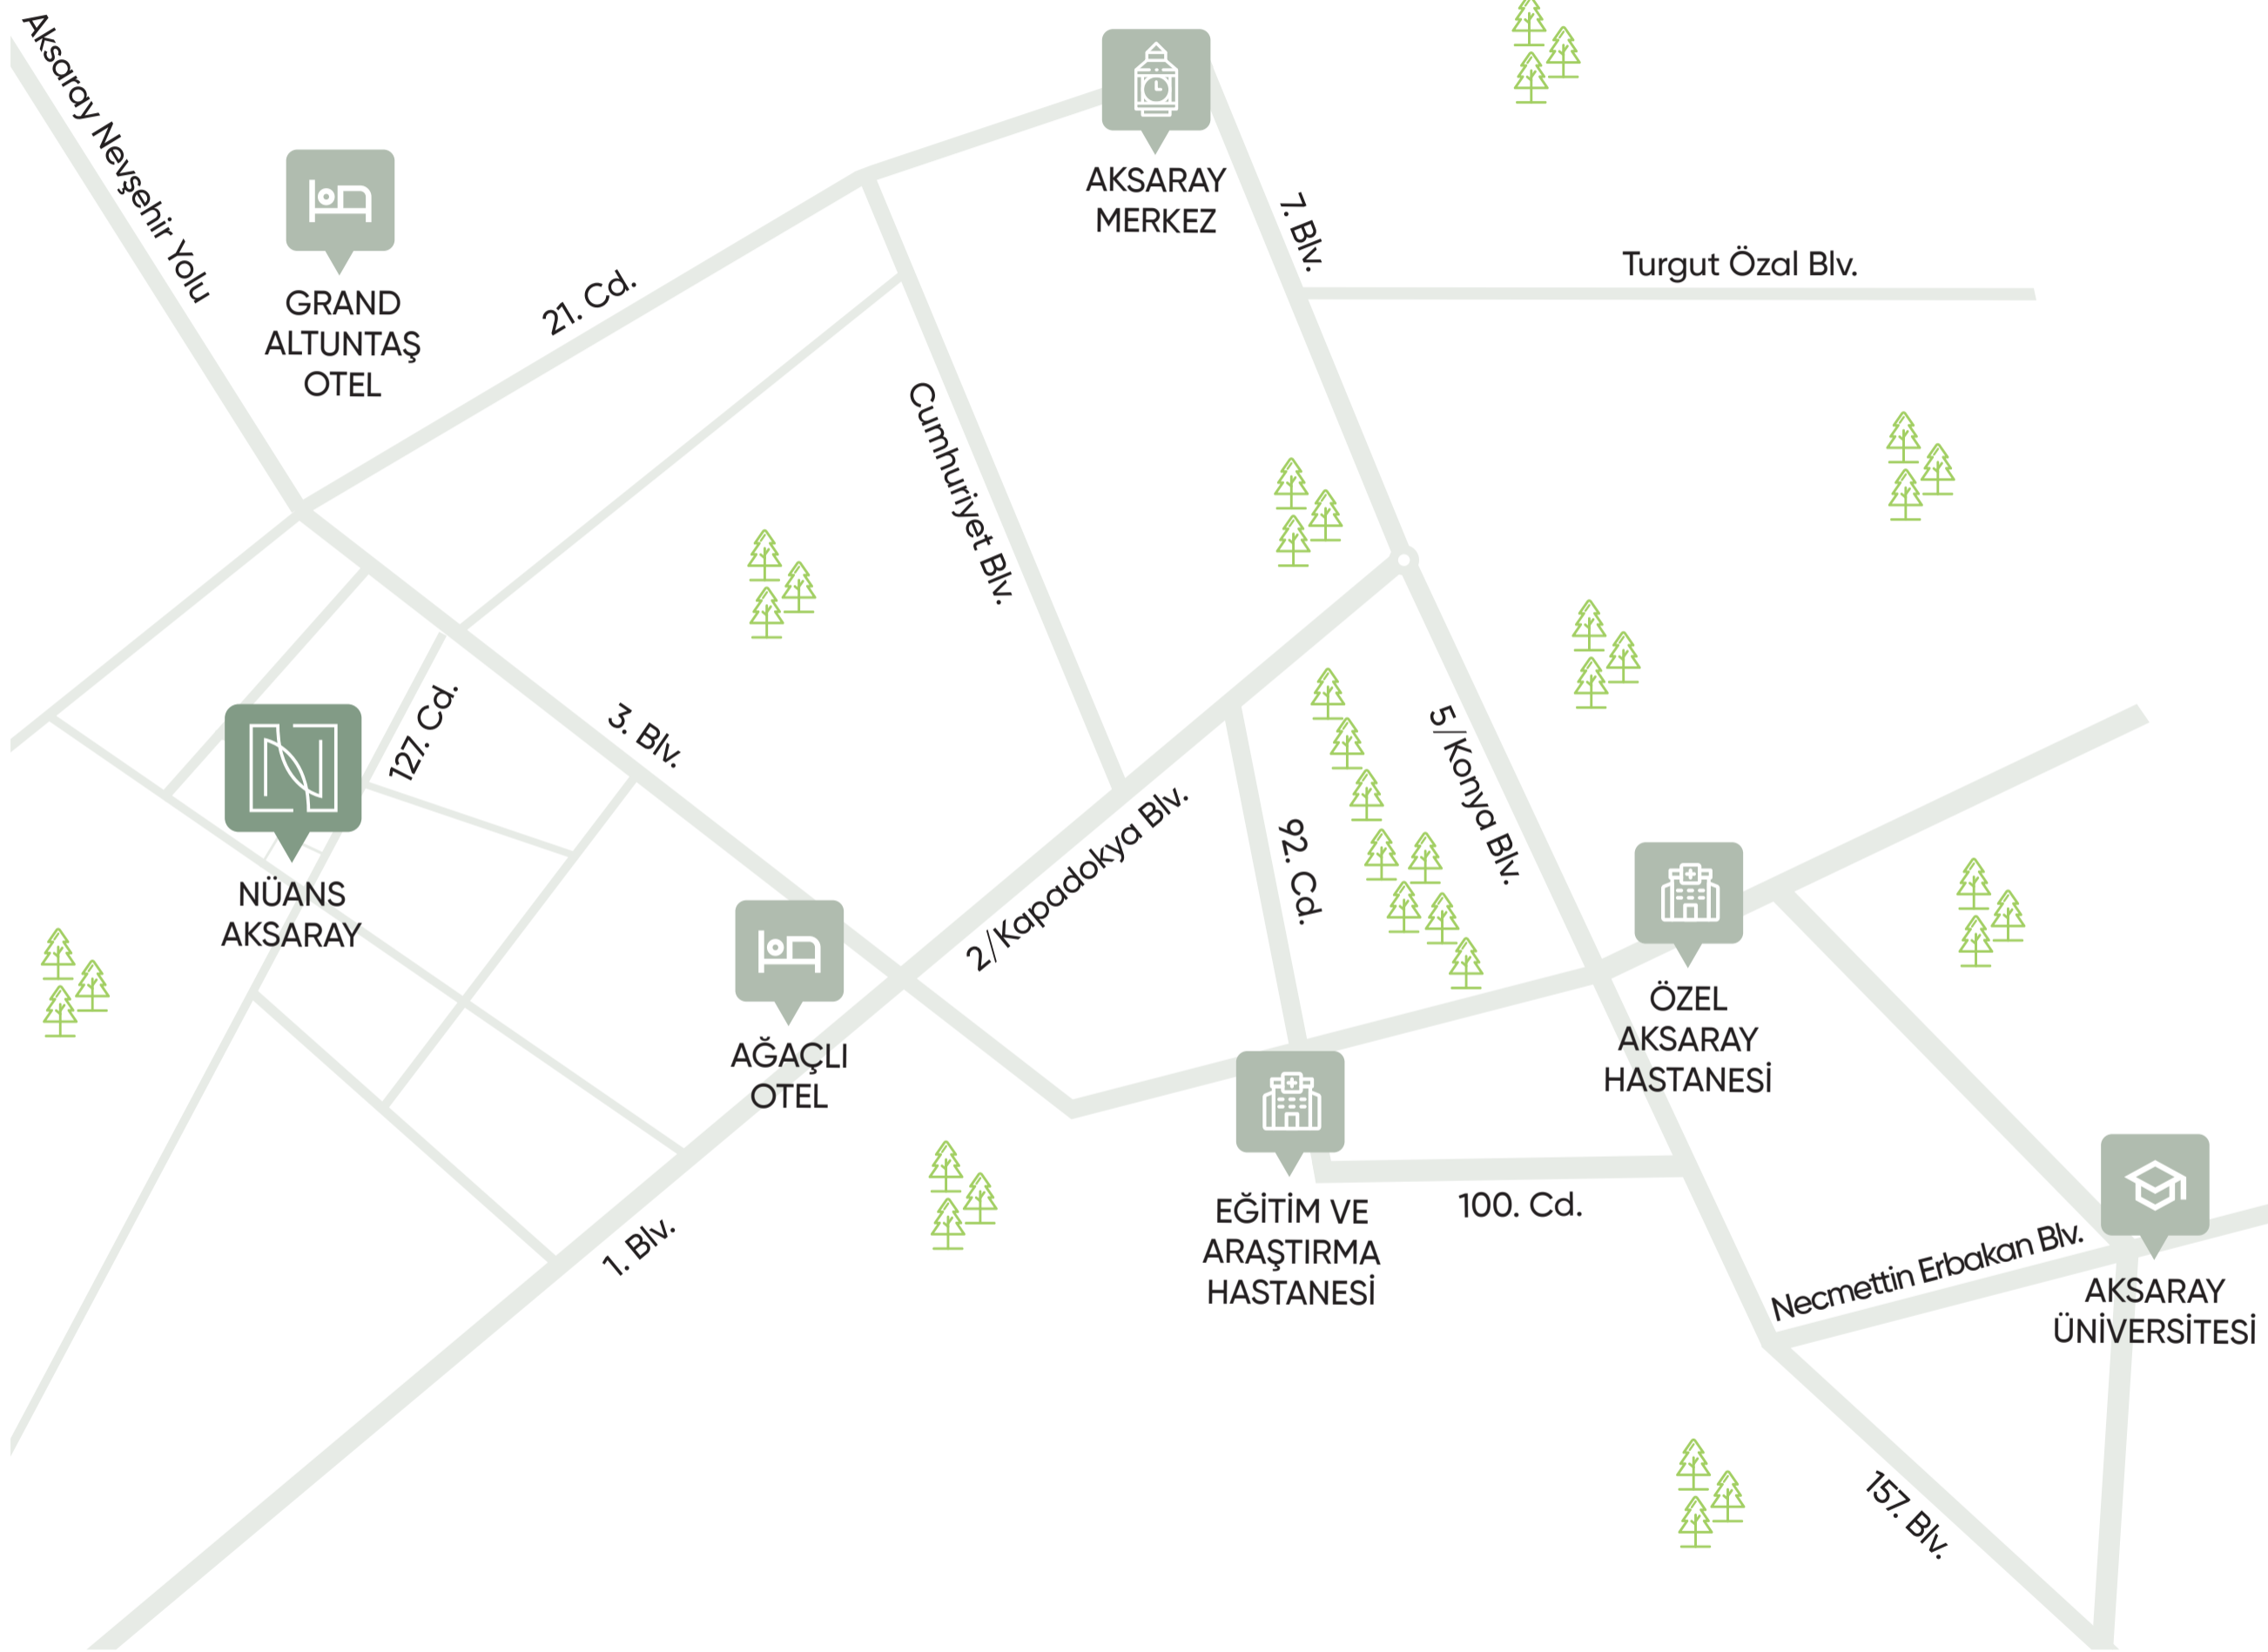 Aksaray Nevşehir Yolu
GRAND
ALTUNTAŞ
OTEL
21. Cd.
AKSARAY
MERKEZ
7. Blv.
Turgut Özal Blv.
Cumhuriyet Blv.
127. Cd.
3. Blv.
NÜANS
AKSARAY
5/Konya Blv.
92. Cd.
2/Kapadokya Blv.
AĞAÇLI
OTEL
ÖZEL
AKSARAY
HASTANESİ
EĞİTİM VE
ARAŞTIRMA
HASTANESİ
100. Cd.
1. Blv.
Necmettin Erbakan Blv.
AKSARAY
ÜNİVERSİTESİ
157. Blv.